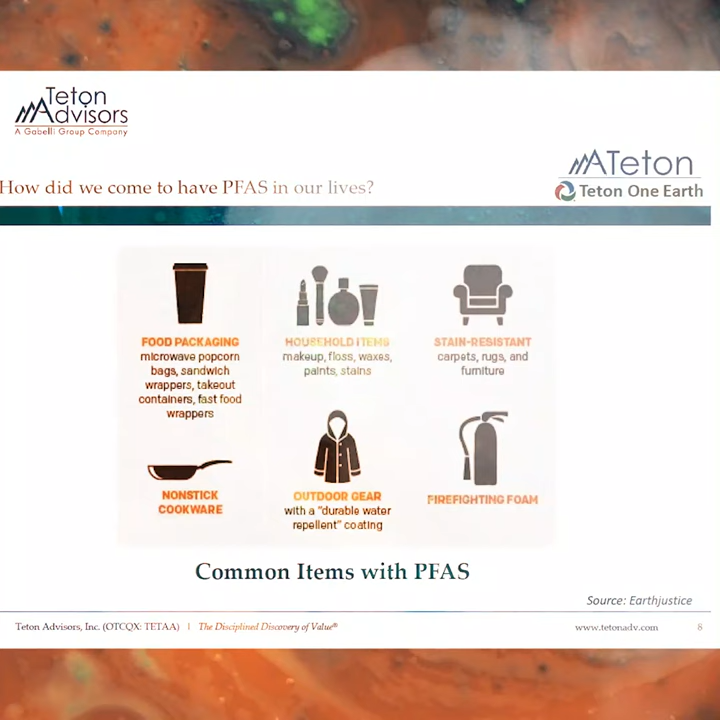 Teton
Advisors
A Gabelli Group Company
Teton
Teton One Earth
How did we come to have PFAS in our lives?
FOOD PACKAGING
microwave popcorn
bags, sandwich
wrappers, takeout
containers, fast food
wrappers
HOUSEHOLD ITEMS
makeup, floss, waxes,
paints, stains
STAIN-RESISTANT
carpets, rugs, and
furniture
NONSTICK
COOKWARE
OUTDOOR GEAR
with a "durable water
repellent" coating
FIREFIGHTING FOAM
Common Items with PFAS
Source: Earthjustice
Teton Advisors, Inc. (OTCQX: TETAA) | The Disciplined Discovery of Value®
www.tetonadv.com 8